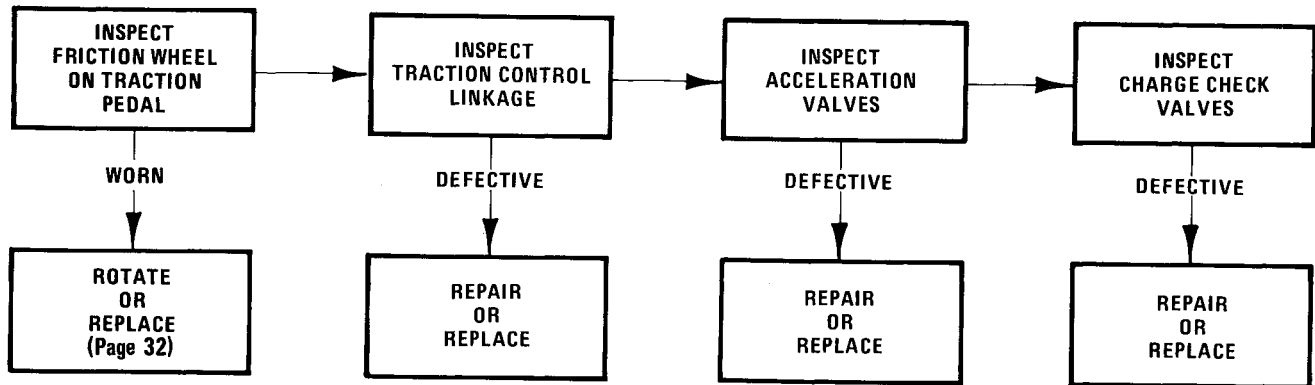 INSPECT
FRICTION WHEEL
ON TRACTION
PEDAL
INSPECT
TRACTION CONTROL
LINKAGE
INSPECT
ACCELERATION
VALVES
INSPECT
CHARGE CHECK
VALVES
WORN
DEFECTIVE
DEFECTIVE
DEFECTIVE
ROTATE
OR
REPLACE
(Page 32)
REPAIR
OR
REPLACE
REPAIR
OR
REPLACE
REPAIR
OR
REPLACE